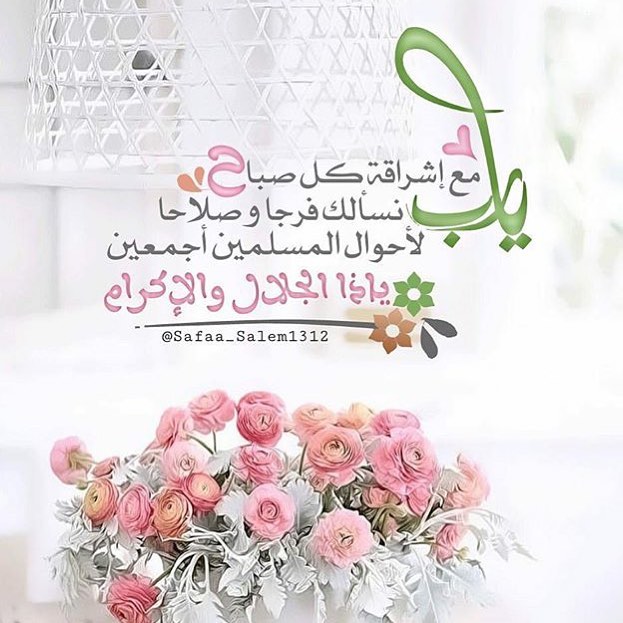 يارب
مع إشراقة كل صباح
نسألك فرجا و صلاحا
لأحوال المسلمين أجمعين
ياذا الجلال والإكرام
@Safaa_Salem1312